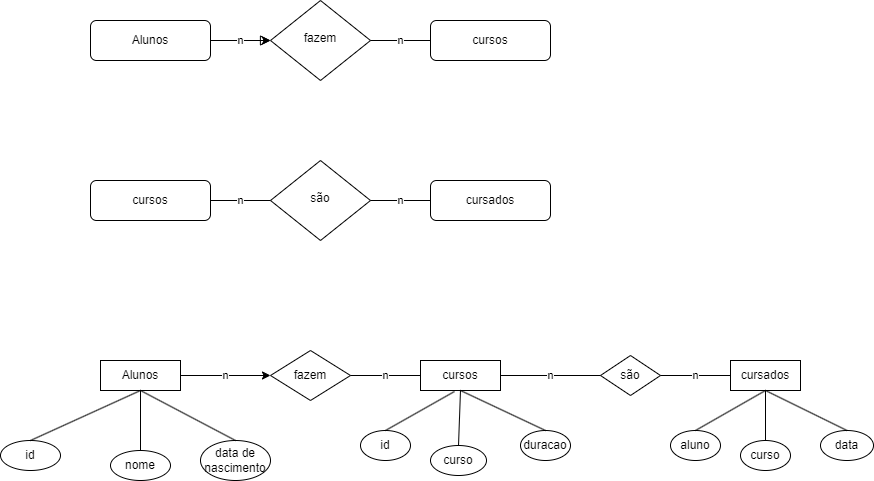 Alunos
n
fazem
n
cursos
cursos
n
são
n
cursados
Alunos
n
fazem
n
cursos
n
são
n
cursados
id
nome
data de
nascimento
id
curso
duracao
aluno
curso
data